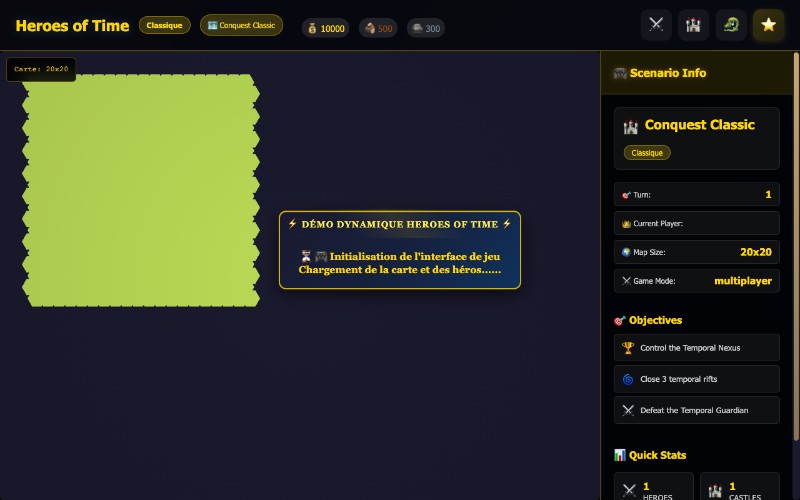 Heroes of Time
Classique
Conquest Classic
10000
500
300
Carte: 20x20
⚡ DÉMO DYNAMIQUE HEROES OF TIME ⚡
Initialisation de l'interface de jeu
Chargement de la carte et des héros......
Scenario Info
Conquest Classic
Classique
Turn: 1
Current Player:
Map Size: 20x20
Game Mode: multiplayer
Objectives
Control the Temporal Nexus
Close 3 temporal rifts
Defeat the Temporal Guardian
Quick Stats
1
HEROES
1
CASTLES